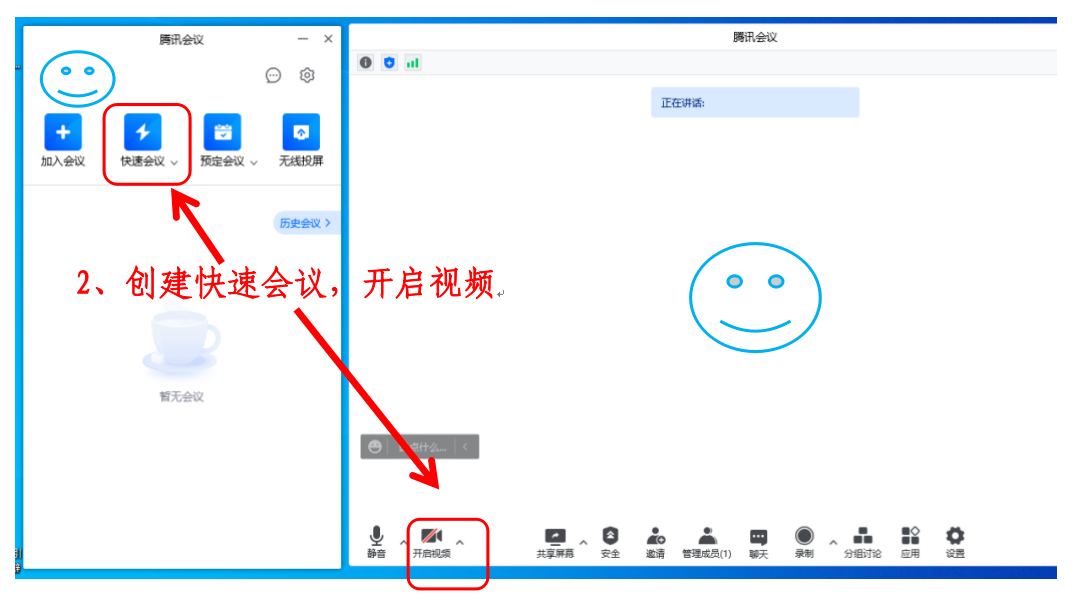 腾讯会议
腾讯会议
正在讲话:
加入会议
快速会议
预定会议
无线投屏
历史会议
2、创建快速会议，开启视频
暂无会议
点什么...
静音
开启视频
共享屏幕
安全
邀请
管理成员(1)
聊天
录制
分组讨论
应用
设置